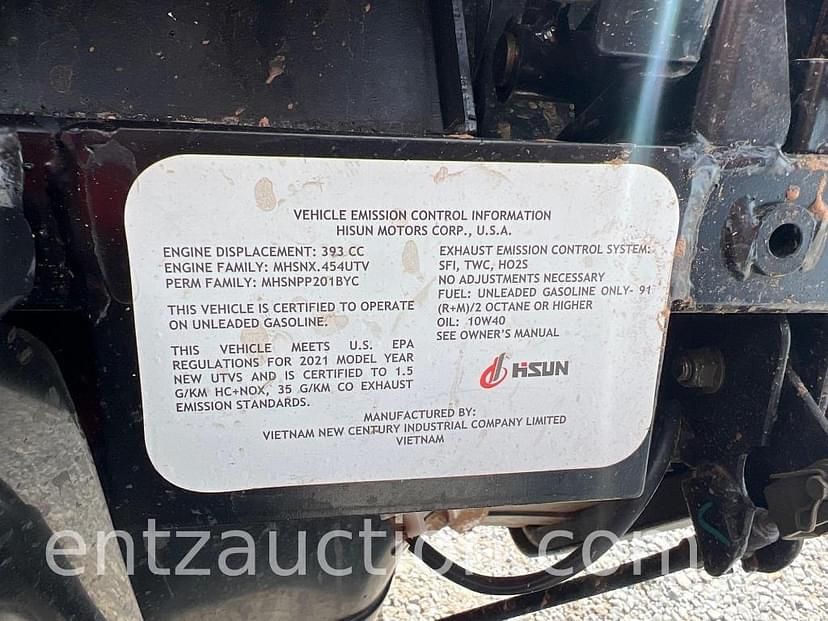 VEHICLE EMISSION CONTROL INFORMATION
HISUN MOTORS CORP., U.S.A.
ENGINE DISPLACEMENT: 393 CC
ENGINE FAMILY: MHSNX.454UTV
PERM FAMILY: MHSNPP201BYC
THIS VEHICLE IS CERTIFIED TO OPERATE
ON UNLEADED GASOLINE.
THIS VEHICLE MEETS U.S. EPA
REGULATIONS FOR 2021 MODEL YEAR
NEW UTVS AND IS CERTIFIED TO 1.5
G/KM HC+NOX, 35 G/KM CO EXHAUST
EMISSION STANDARDS.
EXHAUST EMISSION CONTROL SYSTEM:
SFI, TWC, HO2S
NO ADJUSTMENTS NECESSARY
FUEL: UNLEADED GASOLINE ONLY- 91
(R+M)/2 OCTANE OR HIGHER
OIL: 10W40
SEE OWNER'S MANUAL
HISUN
MANUFACTURED BY:
VIETNAM NEW CENTURY INDUSTRIAL COMPANY LIMITED
VIETNAM
entzauction.com